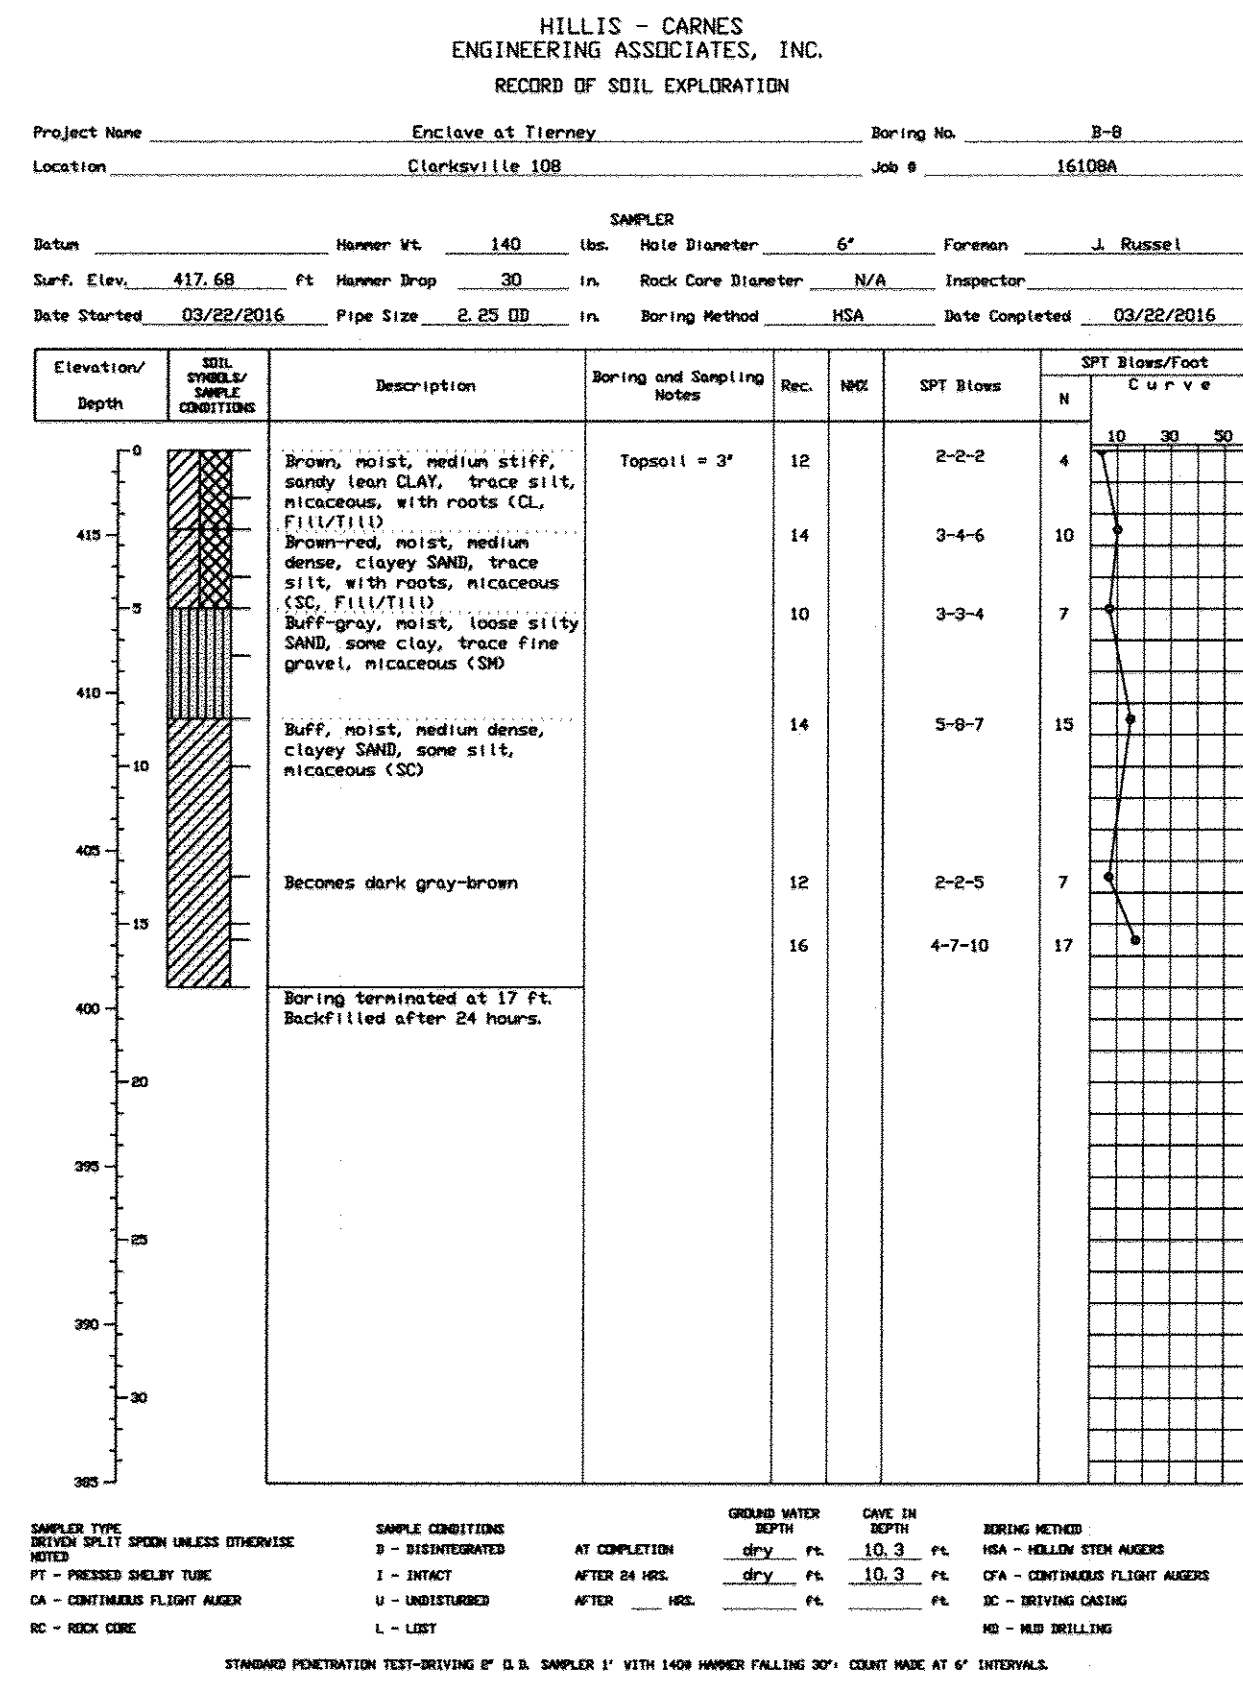 HILLIS - CARNES
ENGINEERING ASSOCIATES, INC.
RECORD OF SOIL EXPLORATION
Project Name Enclave at Tierney Boring No. B-8
Location Clarksville 108 Job # 16108A
SAMPLER
Datum Hammer Wt. 140 lbs. Hole Diameter 6" Foreman J. Russel
Surf. Elev. 417.68 ft Hammer Drop 30 in. Rock Core Diameter N/A Inspector
Date Started 03/22/2016 Pipe Size 2.25 OD in. Boring Method HSA Date Completed 03/22/2016
Elevation/ Depth
SOIL SYMBOLS/ SAMPLE CONDITIONS
Description
Boring and Sampling Notes
Rec.
NM%
SPT Blows
SPT Blows/Foot
N
Curve
10 30 50
0
Brown, moist, medium stiff, Topsoil = 3" 12 2-2-2 4
sandy lean CLAY, trace silt,
micaceous, with roots (CL,
Fill/Till)
415 Brown-red, moist, medium 14 3-4-6 10
dense, clayey SAND, trace
silt, with roots, micaceous
(SC, Fill/Till)
5
Buff-gray, moist, loose silty 10 3-3-4 7
SAND, some clay, trace fine
gravel, micaceous (SM)
410
Buff, moist, medium dense, 14 5-8-7 15
clayey SAND, some silt,
micaceous (SC)
10
405
Becomes dark gray-brown 12 2-2-5 7
15
16 4-7-10 17
Boring terminated at 17 ft.
400
Backfilled after 24 hours.
20
395
25
390
30
385
GROUND WATER DEPTH CAVE IN DEPTH
SAMPLER TYPE SAMPLE CONDITIONS BORING METHOD
DRIVEN SPLIT SPOON UNLESS OTHERWISE
NOTED
D - DISINTEGRATED AT COMPLETION dry ft. 10.3 ft. HSA - HOLLOW STEM AUGERS
PT - PRESSED SHELBY TUBE I - INTACT AFTER 24 HRS. dry ft. 10.3 ft. CFA - CONTINUOUS FLIGHT AUGERS
CA - CONTINUOUS FLIGHT AUGER U - UNDISTURBED AFTER ___ HRS. ft. ft. DC - DRIVING CASING
RC - ROCK CORE L - LOST MD - MUD DRILLING
STANDARD PENETRATION TEST-DRIVING 2" O.D. SAMPLER 1' WITH 140# HAMMER FALLING 30": COUNT MADE AT 6" INTERVALS.